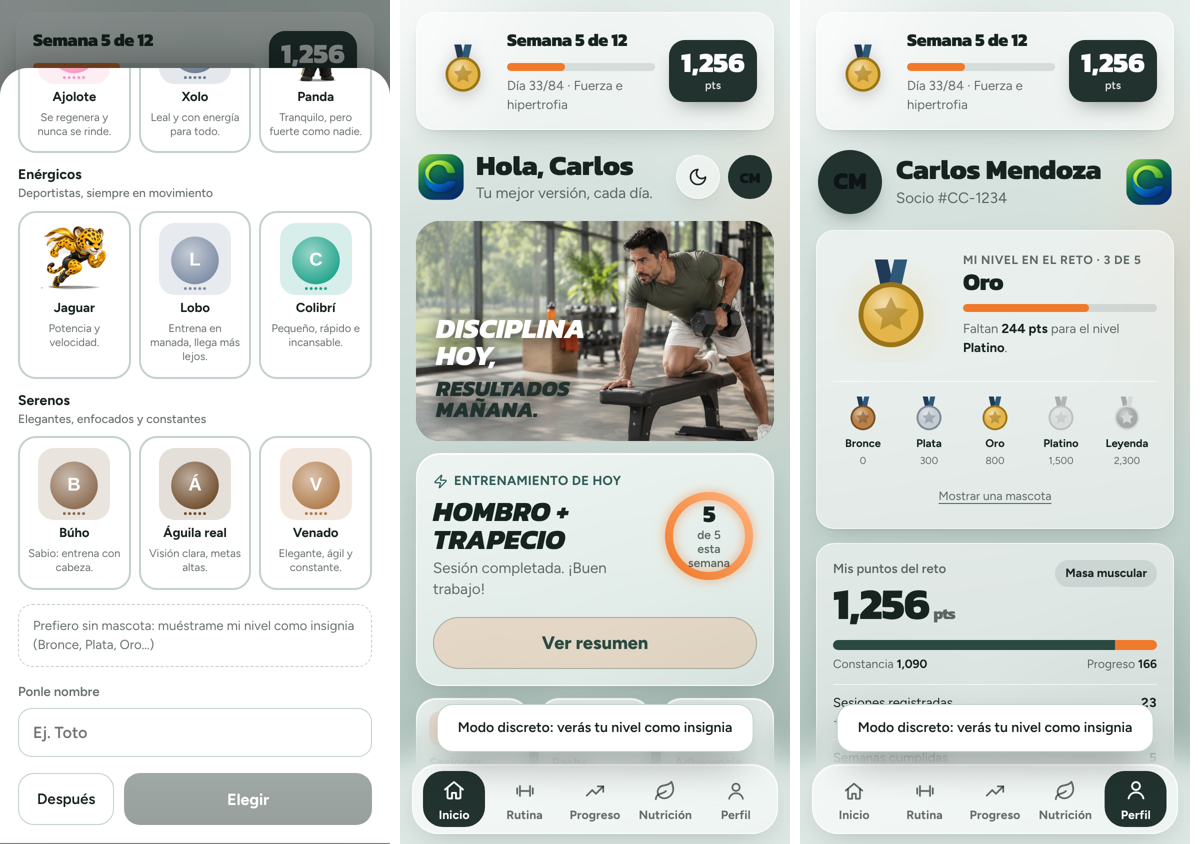 Semana 5 de 12
1,256
Ajolote
Se regenera y
nunca se rinde.
Xolo
Leal y con energía
para todo.
Panda
Tranquilo, pero
fuerte como nadie.
Enérgicos
Deportistas, siempre en movimiento
Jaguar
Potencia y
velocidad.
L
Lobo
Entrena en
manada, llega más
lejos.
C
Colibrí
Pequeño, rápido e
incansable.
Serenos
Elegantes, enfocados y constantes
B
Búho
Sabio: entrena con
cabeza.
Á
Águila real
Visión clara, metas
altas.
V
Venado
Elegante, ágil y
constante.
Prefiero sin mascota: muéstrame mi nivel como insignia
(Bronce, Plata, Oro...)
Ponle nombre
Ej. Toto
Después
Elegir
Semana 5 de 12
Día 33/84 · Fuerza e
hipertrofia
1,256
pts
Hola, Carlos
Tu mejor versión, cada día.
CM
DISCIPLINA
HOY,
RESULTADOS
MAÑANA.
ENTRENAMIENTO DE HOY
HOMBRO +
TRAPECIO
Sesión completada. ¡Buen
trabajo!
5
de 5
esta
semana
Ver resumen
Modo discreto: verás tu nivel como insignia
Inicio
Rutina
Progreso
Nutrición
Perfil
Semana 5 de 12
Día 33/84 · Fuerza e
hipertrofia
1,256
pts
CM
Carlos Mendoza
Socio #CC-1234
MI NIVEL EN EL RETO · 3 DE 5
Oro
Faltan 244 pts para el nivel
Platino.
Bronce
0
Plata
300
Oro
800
Platino
1,500
Leyenda
2,300
Mostrar una mascota
Mis puntos del reto
Masa muscular
1,256 pts
Constancia 1,090
Progreso 166
Sesiones registradas
23
Modo discreto: verás tu nivel como insignia
Semanas cumplidas
5
Inicio
Rutina
Progreso
Nutrición
Perfil